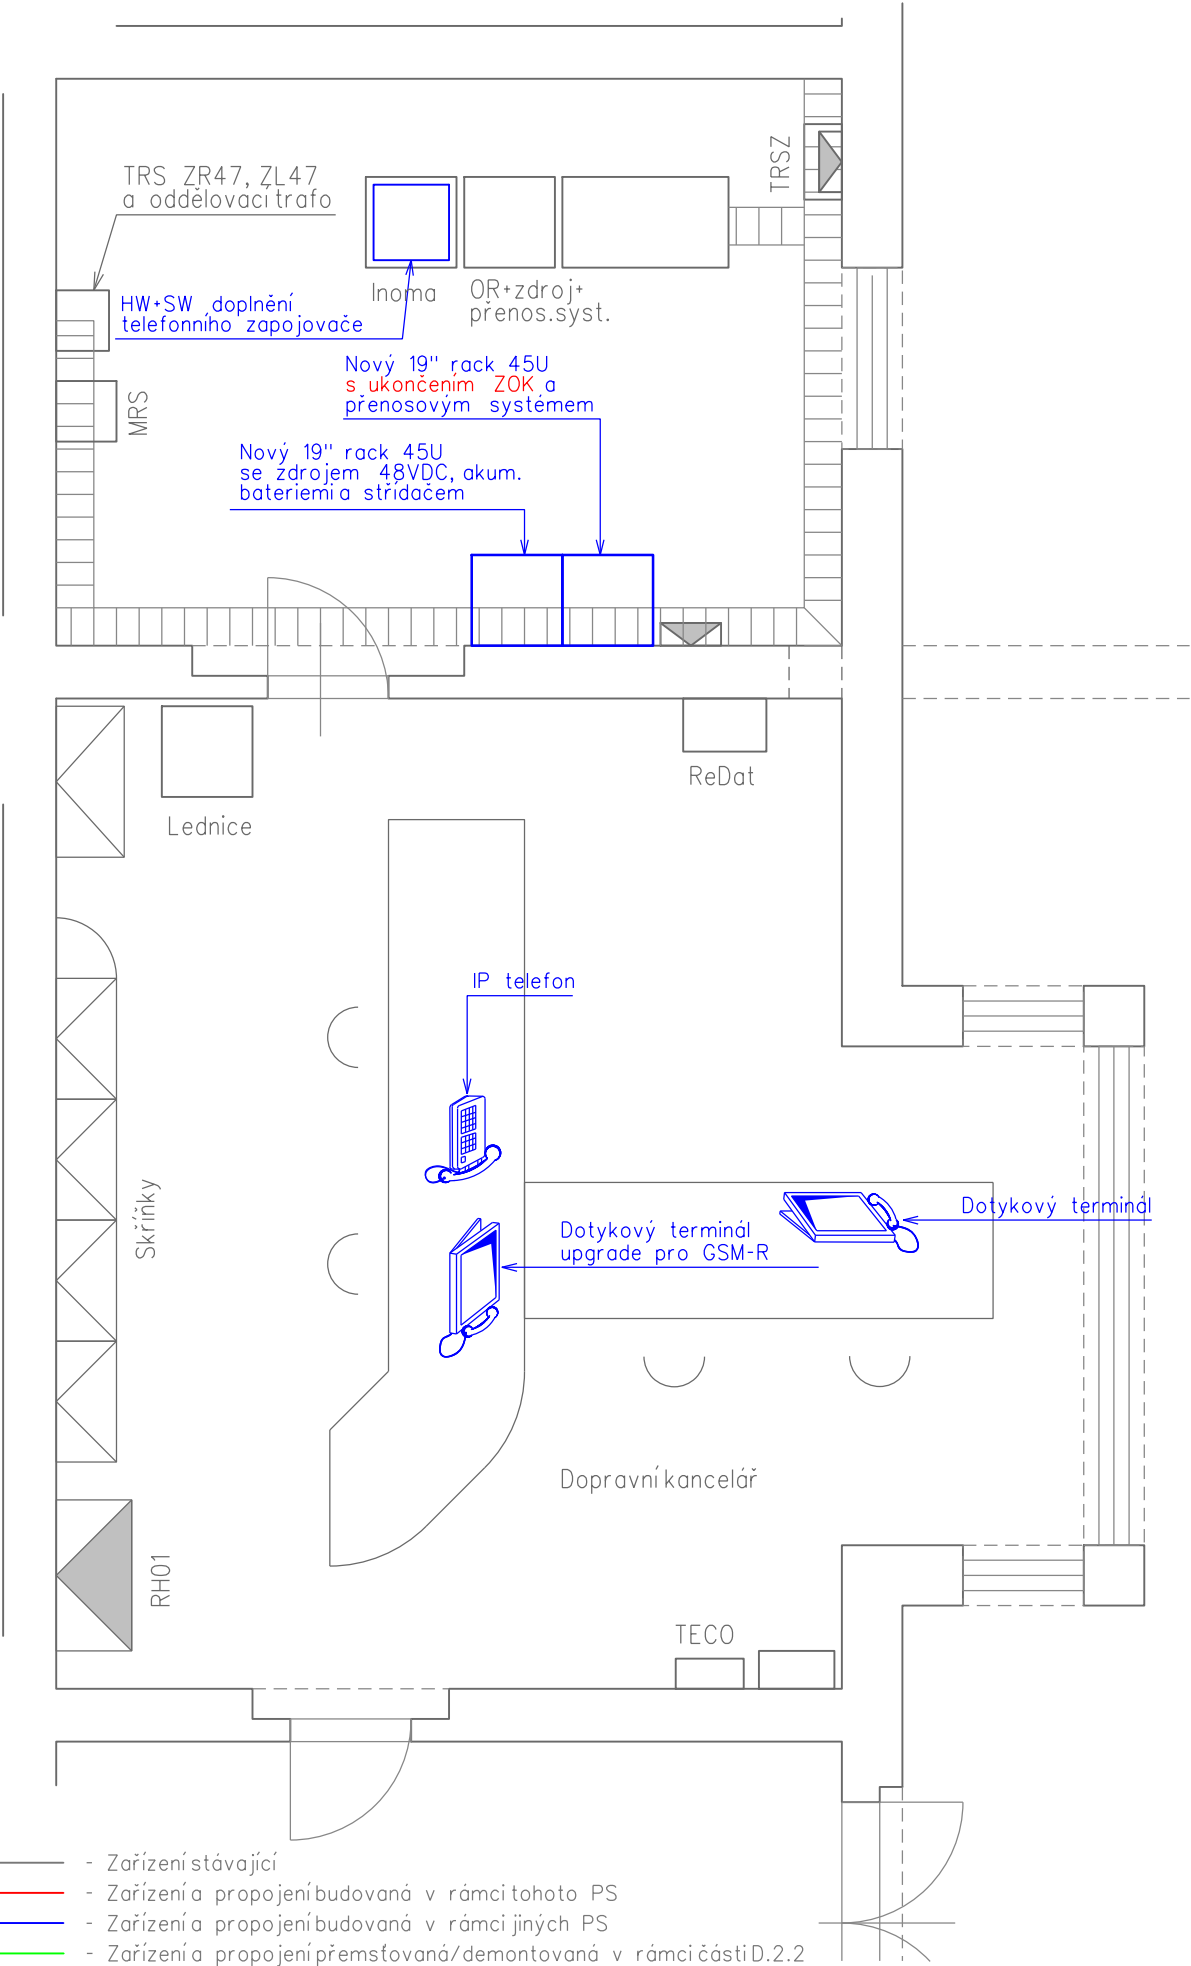 TRS ZR47, ZL47
a oddělovací trafo
TRSZ
Inoma
OR+zdroj+
přenos.syst.
HW+SW doplnění
telefonního zapojovače
MRS
Nový 19" rack 45U
s ukončením ZOK a
přenosovým systémem
Nový 19" rack 45U
se zdrojem 48VDC, akum.
bateriemi a střídačem
ReDat
Lednice
IP telefon
Skříňky
Dotykový terminál
Dotykový terminál
upgrade pro GSM-R
Dopravní kancelář
RH01
TECO
- Zařízení stávající
- Zařízení a propojení budovaná v rámci tohoto PS
- Zařízení a propojení budovaná v rámci jiných PS
- Zařízení a propojení přemsťovaná/demontovaná v rámci části D.2.2